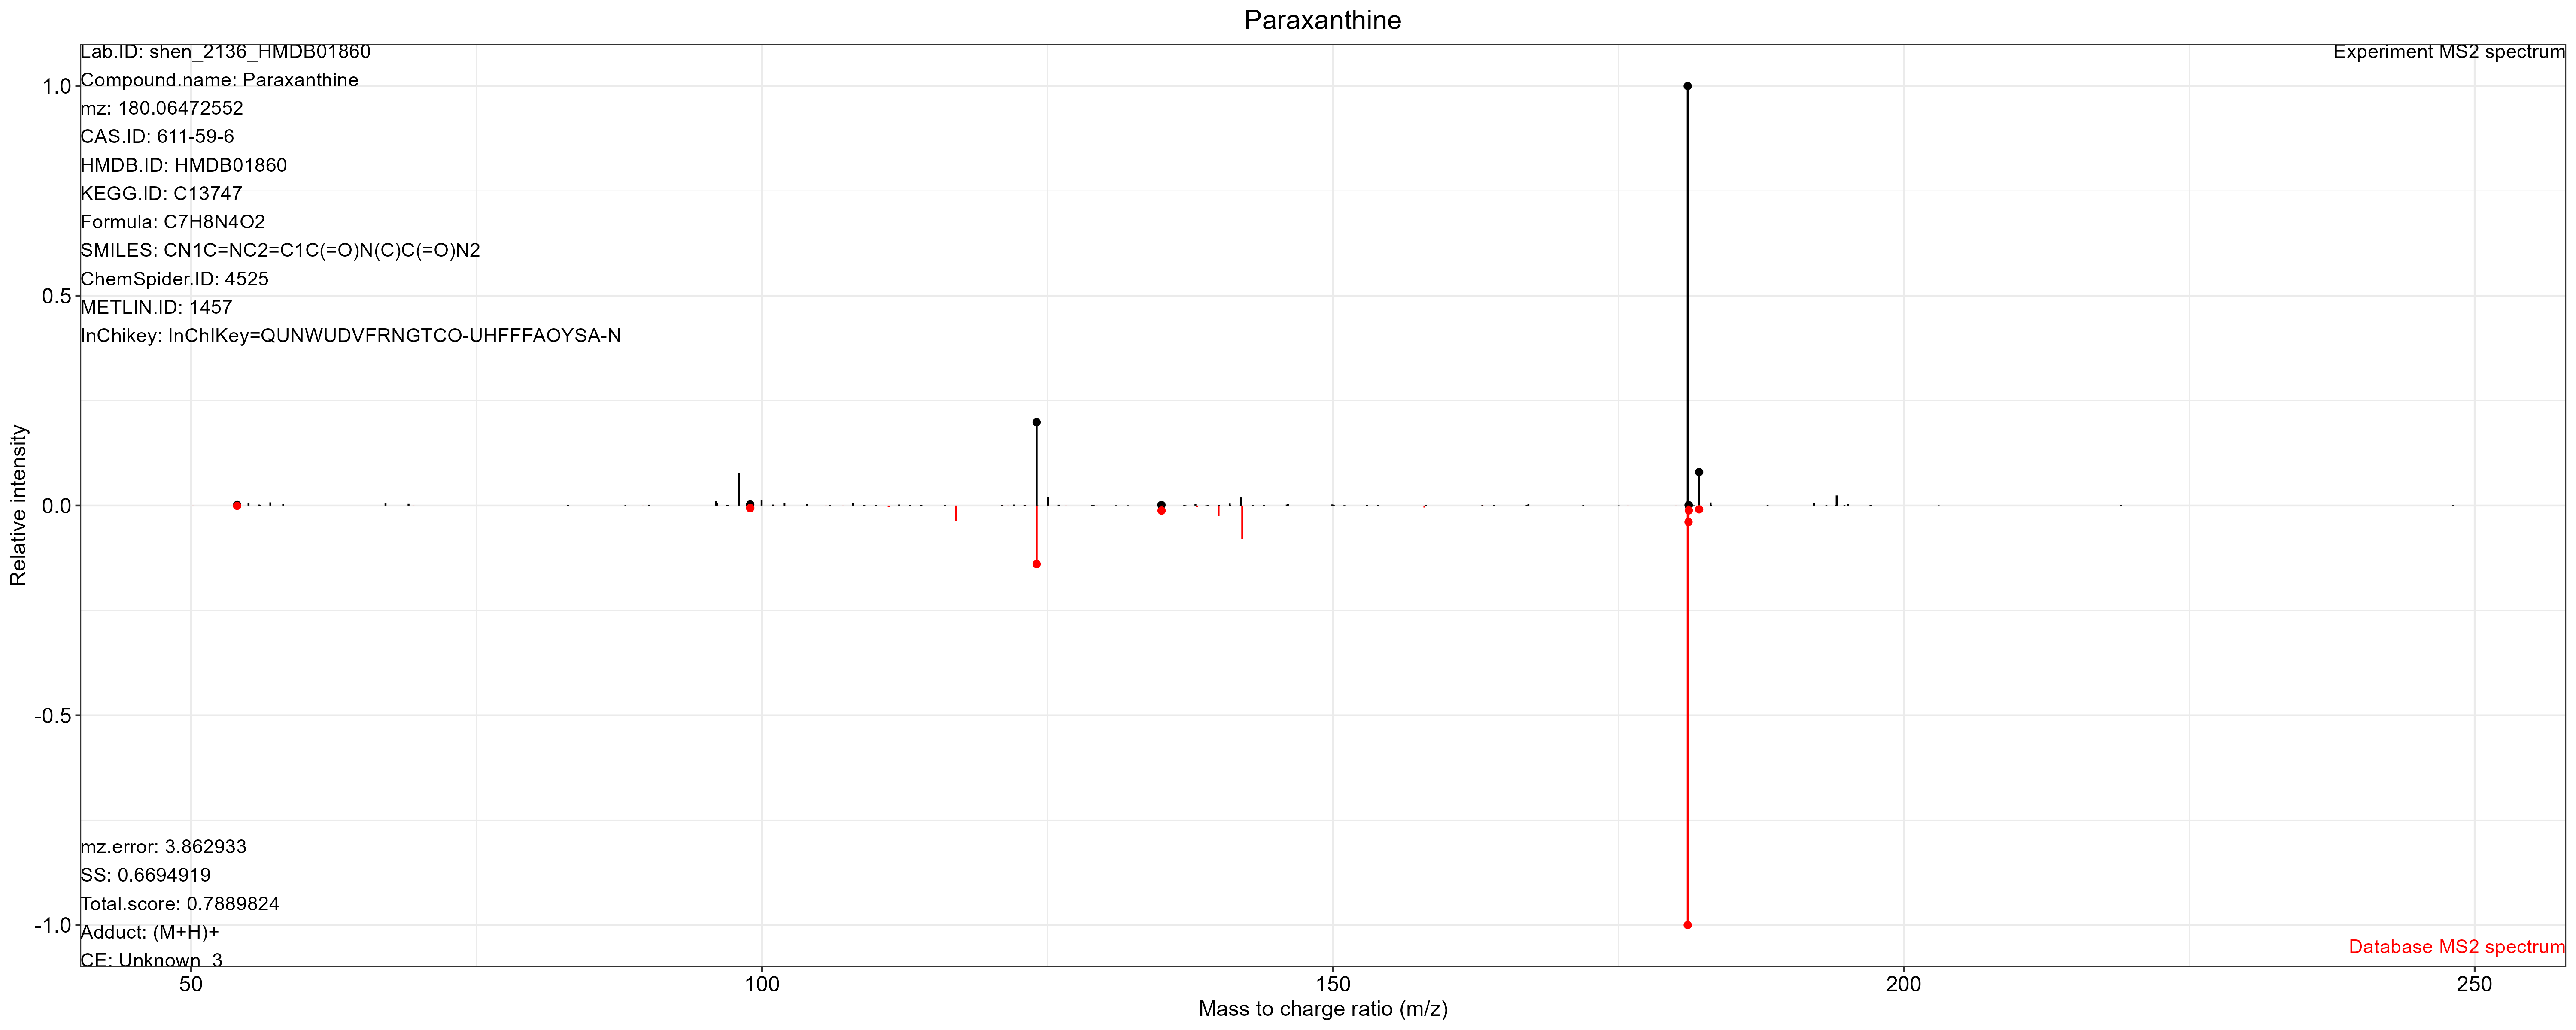 Paraxanthine
Lab.ID: shen_2136_HMDB01860
Experiment MS2 spectrum
Compound.name: Paraxanthine
mz: 180.06472552
CAS.ID: 611-59-6
HMDB.ID: HMDB01860
KEGG.ID: C13747
Formula: C7H8N4O2
SMILES: CN1C=NC2=C1C(=O)N(C)C(=O)N2
ChemSpider.ID: 4525
METLIN.ID: 1457
InChikey: InChIKey=QUNWUDVFRNGTCO-UHFFFAOYSA-N
1.0
0.5
0.0
-0.5
-1.0
Relative intensity
mz.error: 3.862933
SS: 0.6694919
Total.score: 0.7889824
Adduct: (M+H)+
CE: Unknown_3
Database MS2 spectrum
50 100 150 200 250
Mass to charge ratio (m/z)